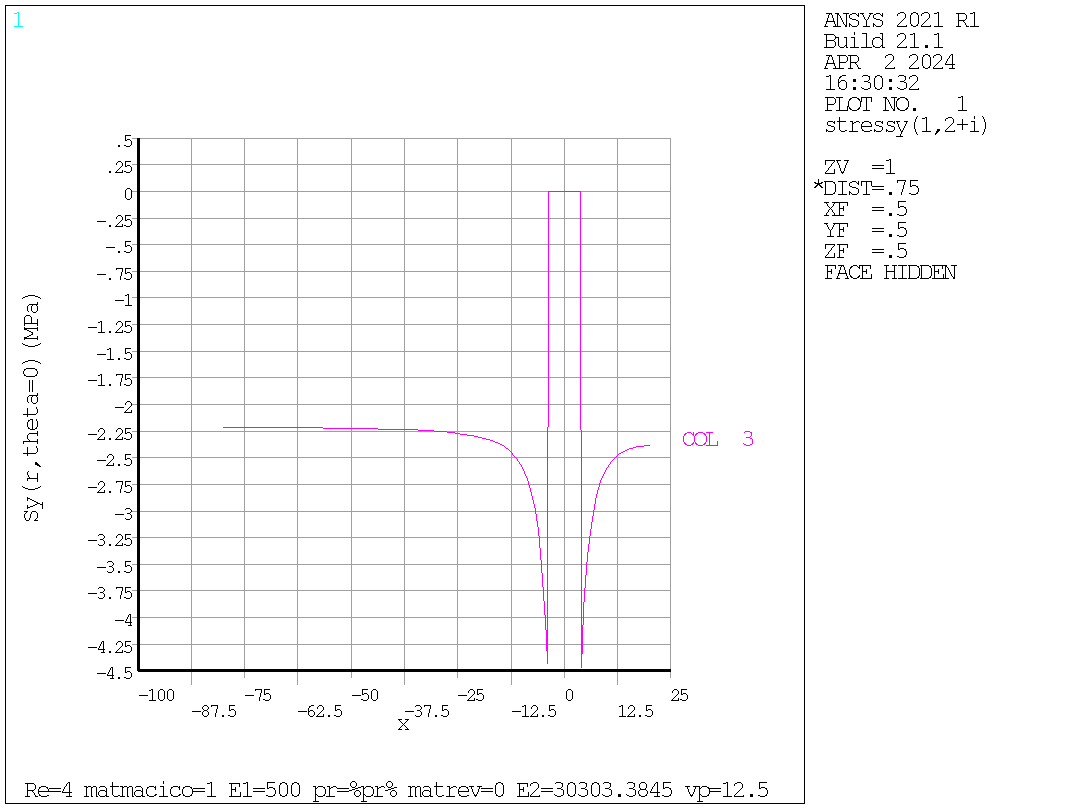 1
ANSYS 2021 R1
Build 21.1
APR  2 2024
16:30:32
PLOT NO.   1
stressy(1,2+i)
ZV  =1
*DIST=.75
XF  =.5
YF  =.5
ZF  =.5
FACE HIDDEN
.5
.25
0
-.25
-.5
-.75
-1
-1.25
-1.5
-1.75
-2
-2.25
-2.5
-2.75
-3
-3.25
-3.5
-3.75
-4
-4.25
-4.5
Sy(r,theta=0)(MPa)
COL  3
-100 -75 -50 -25 0 25
-87.5 -62.5 -37.5 -12.5 12.5
X
Re=4 matmacico=1 E1=500 pr=%pr% matrev=0 E2=30303.3845 vp=12.5